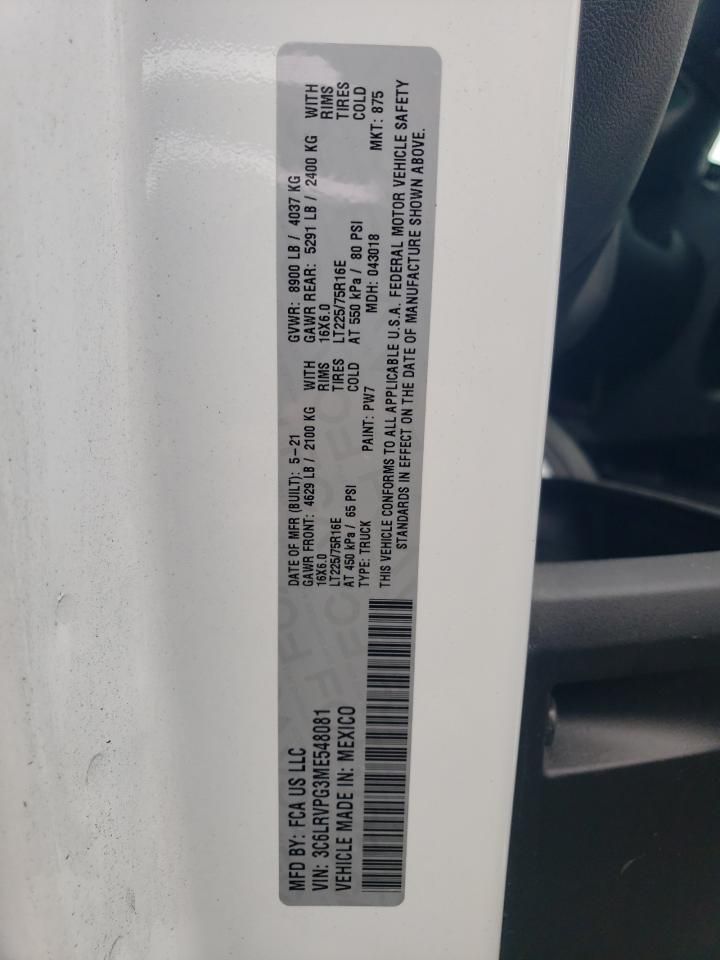 MFD BY: FCA US LLC
VIN: 3C6LRVPG3ME548081
VEHICLE MADE IN: MEXICO
DATE OF MFR (BUILT): 5-21 GVWR: 8900 LB / 4037 KG
GAWR FRONT: 4629 LB / 2100 KG WITH GAWR REAR: 5291 LB / 2400 KG WITH
16X6.0 RIMS 16X6.0 RIMS
LT225/75R16E TIRES LT225/75R16E TIRES
AT 450 kPa / 65 PSI COLD AT 550 kPa / 80 PSI COLD
TYPE: TRUCK PAINT: PW7 MDH: 043018 MKT: 875
THIS VEHICLE CONFORMS TO ALL APPLICABLE U.S.A. FEDERAL MOTOR VEHICLE SAFETY
STANDARDS IN EFFECT ON THE DATE OF MANUFACTURE SHOWN ABOVE.